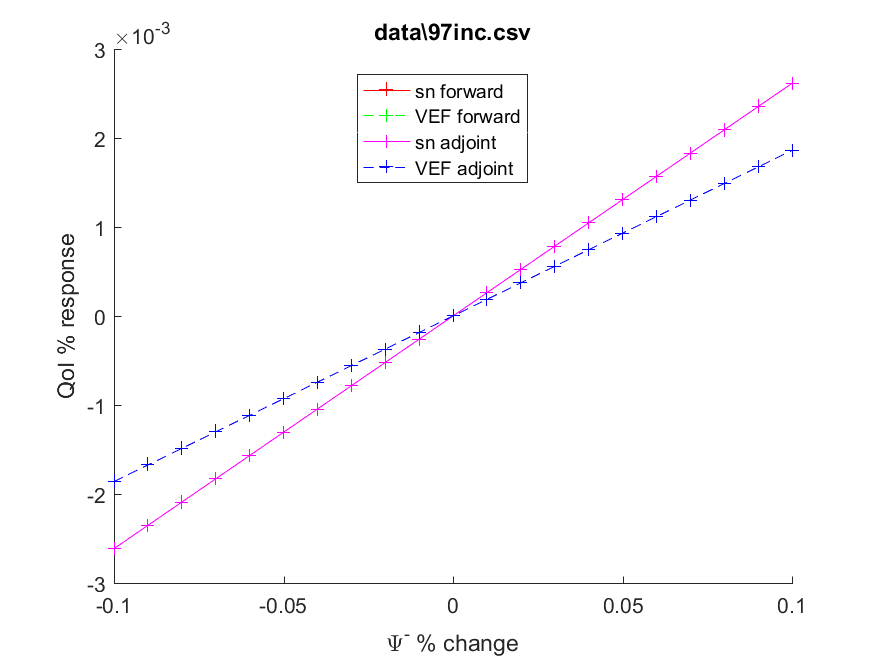 data\97inc.csv
×10-3
sn forward
VEF forward
sn adjoint
VEF adjoint
3
2
1
0
-1
-2
-3
QoI % response
-0.1
-0.05
0
0.05
0.1
Ψ- % change